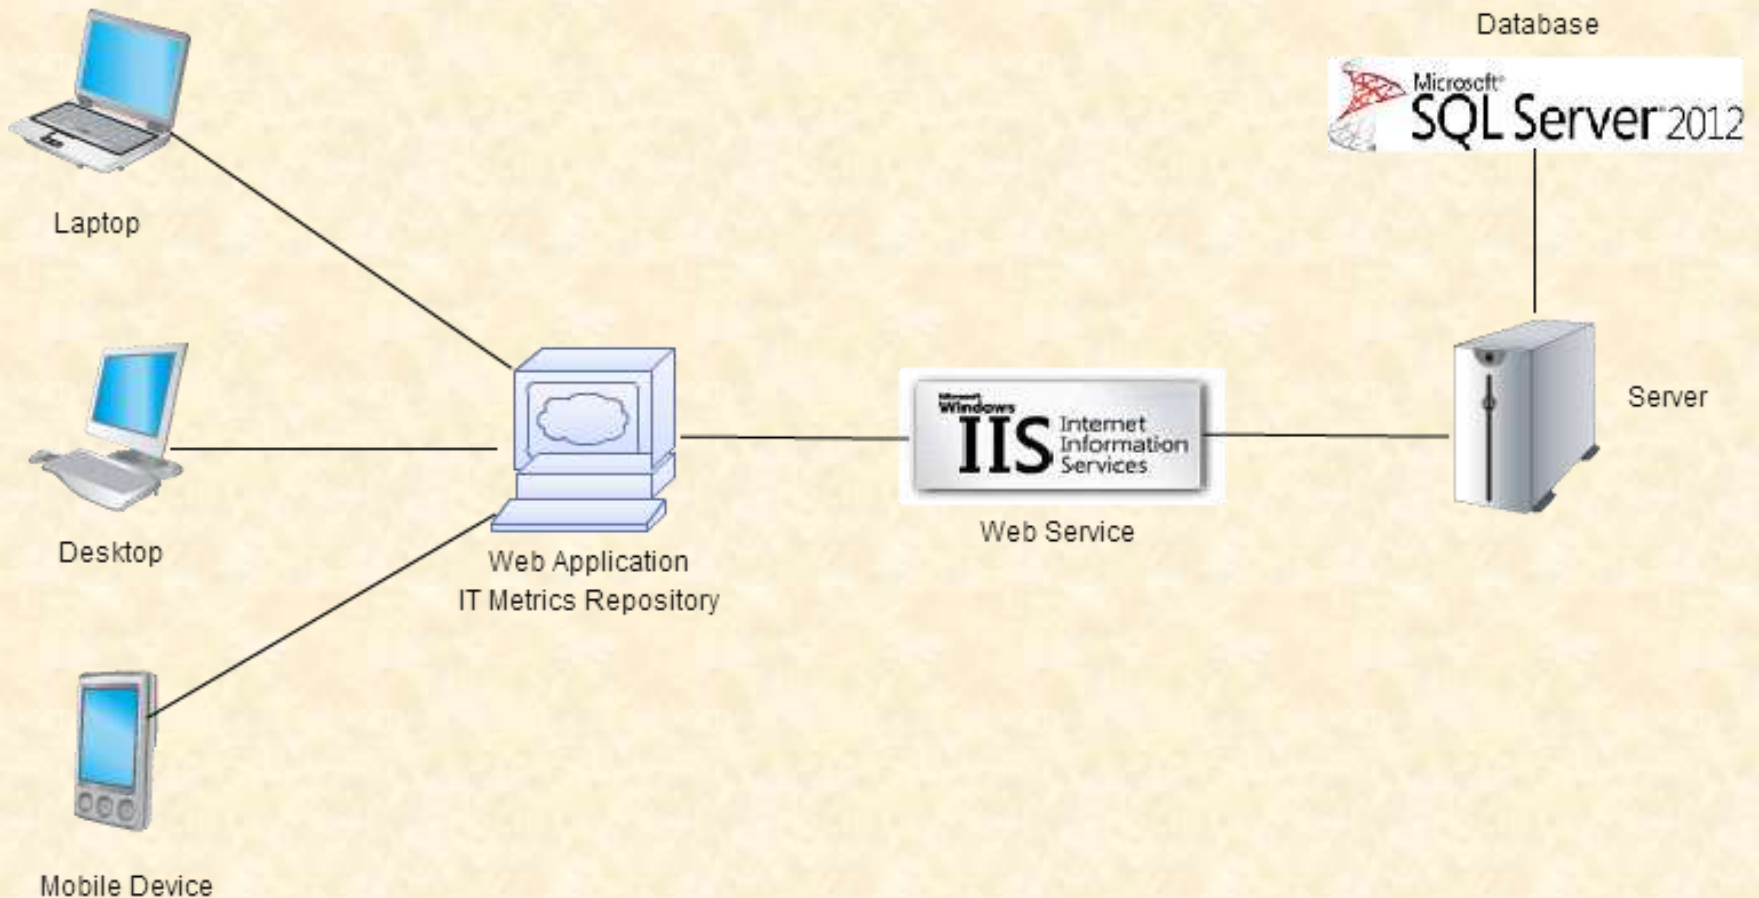 Database
Microsoft®
SQL Server® 2012
Laptop
Microsoft
Windows
IIS Internet
Information
Services
Server
Web Service
Desktop
Web Application
IT Metrics Repository
Mobile Device